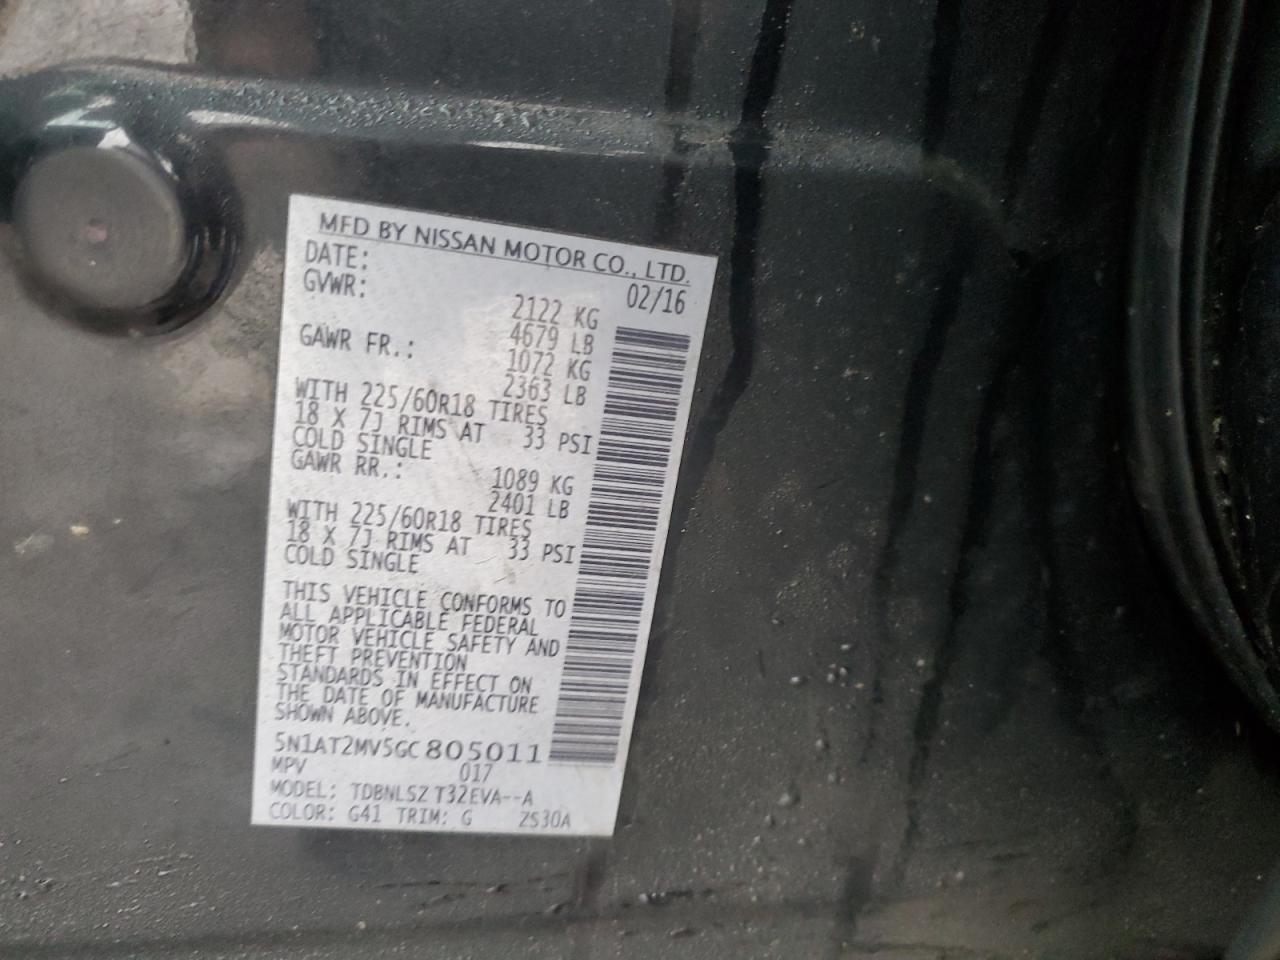 MFD BY NISSAN MOTOR CO., LTD.
DATE: 02/16
GVWR: 2122 KG
4679 LB
GAWR FR.: 1072 KG
2363 LB
WITH 225/60R18 TIRES
18 X 7J RIMS AT 33 PSI
COLD SINGLE
GAWR RR.: 1089 KG
2401 LB
WITH 225/60R18 TIRES
18 X 7J RIMS AT 33 PSI
COLD SINGLE
THIS VEHICLE CONFORMS TO
ALL APPLICABLE FEDERAL
MOTOR VEHICLE SAFETY AND
THEFT PREVENTION
STANDARDS IN EFFECT ON
THE DATE OF MANUFACTURE
SHOWN ABOVE.
5N1AT2MV5GC805011
MPV 017
MODEL: TDBNLSZ T32EVA--A
COLOR: G41 TRIM: G ZS30A